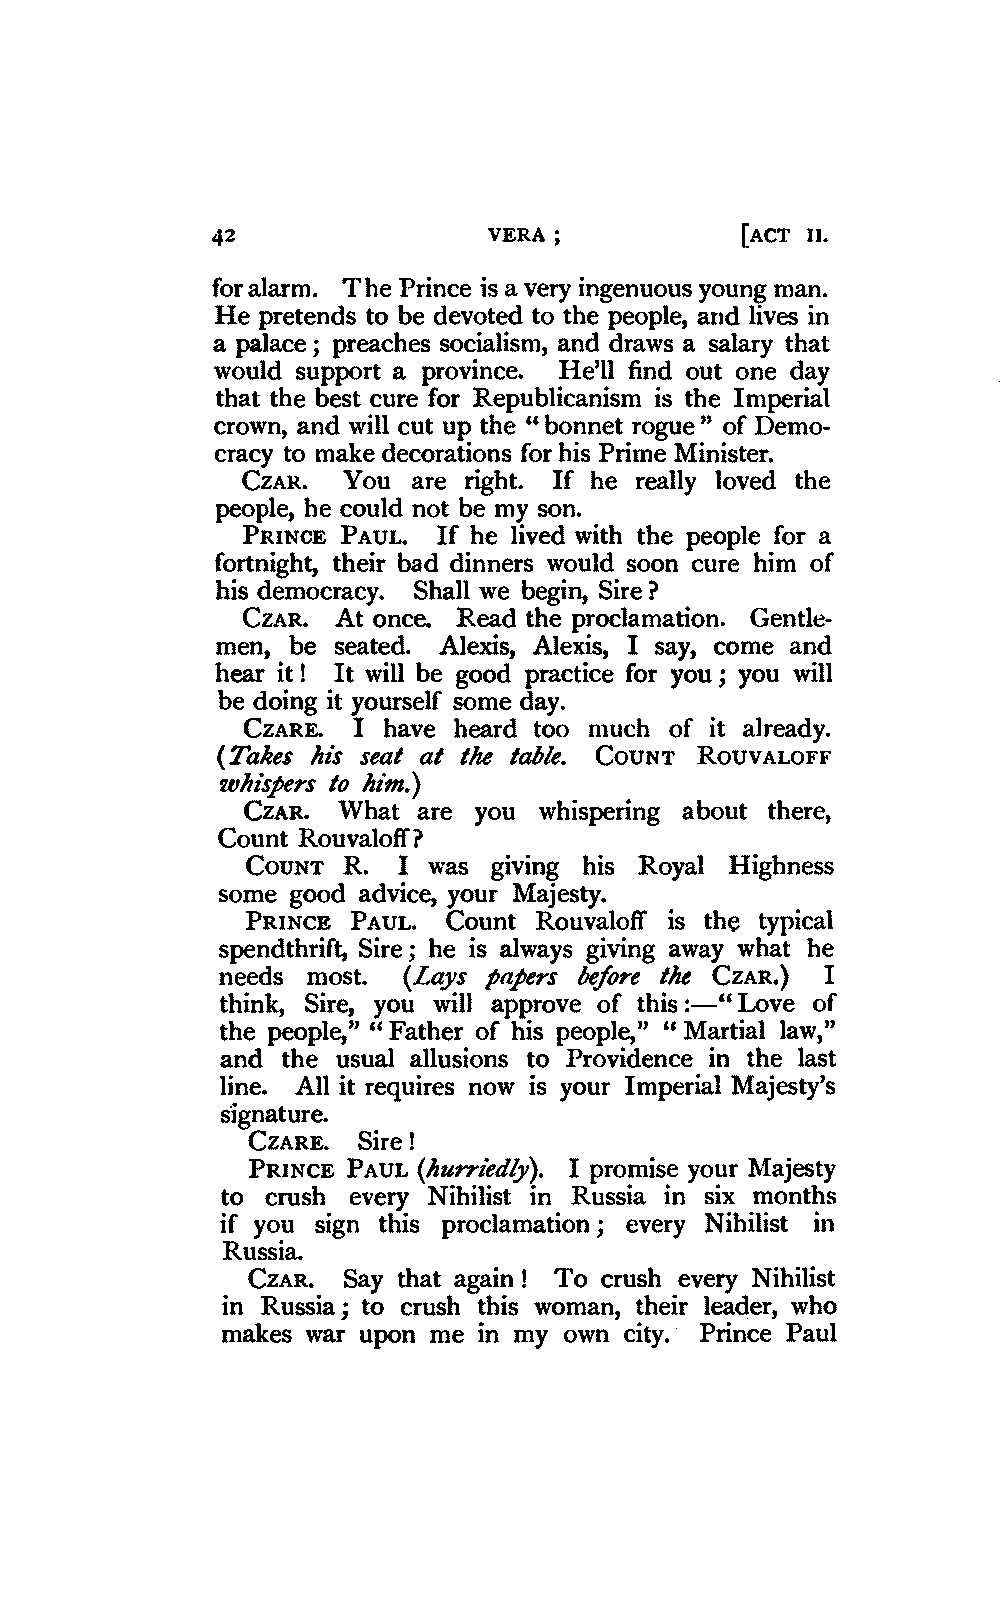 42 VERA ; [ACT II.
for alarm. The Prince is a very ingenuous young man.
He pretends to be devoted to the people, and lives in
a palace ; preaches socialism, and draws a salary that
would support a province. He'll find out one day
that the best cure for Republicanism is the Imperial
crown, and will cut up the “ bonnet rogue ” of Demo-
cracy to make decorations for his Prime Minister.
CZAR. You are right. If he really loved the
people, he could not be my son.
PRINCE PAUL. If he lived with the people for a
fortnight, their bad dinners would soon cure him of
his democracy. Shall we begin, Sire ?
CZAR. At once. Read the proclamation. Gentle-
men, be seated. Alexis, Alexis, I say, come and
hear it ! It will be good practice for you ; you will
be doing it yourself some day.
CZARE. I have heard too much of it already.
(Takes his seat at the table. COUNT ROUVALOFF
whispers to him.)
CZAR. What are you whispering about there,
Count Rouvaloff ?
COUNT R. I was giving his Royal Highness
some good advice, your Majesty.
PRINCE PAUL. Count Rouvaloff is the typical
spendthrift, Sire ; he is always giving away what he
needs most. (Lays papers before the CZAR.) I
think, Sire, you will approve of this :—“ Love of
the people,” “ Father of his people,” “ Martial law,”
and the usual allusions to Providence in the last
line. All it requires now is your Imperial Majesty's
signature.
CZARE. Sire !
PRINCE PAUL (hurriedly). I promise your Majesty
to crush every Nihilist in Russia in six months
if you sign this proclamation ; every Nihilist in
Russia.
CZAR. Say that again ! To crush every Nihilist
in Russia ; to crush this woman, their leader, who
makes war upon me in my own city. Prince Paul